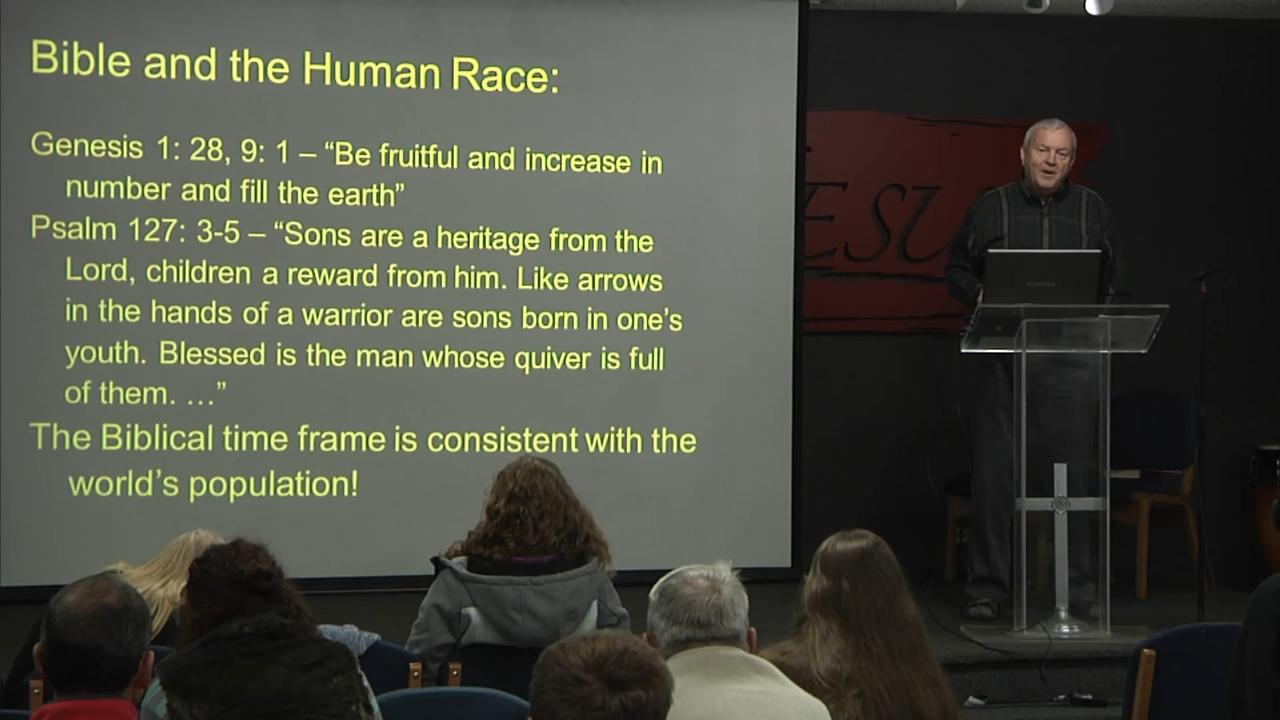 Bible and the Human Race:
Genesis 1: 28, 9: 1 – “Be fruitful and increase in
number and fill the earth”
Psalm 127: 3-5 – “Sons are a heritage from the
Lord, children a reward from him. Like arrows
in the hands of a warrior are sons born in one’s
youth. Blessed is the man whose quiver is full
of them. …”
The Biblical time frame is consistent with the
world’s population!
ESU